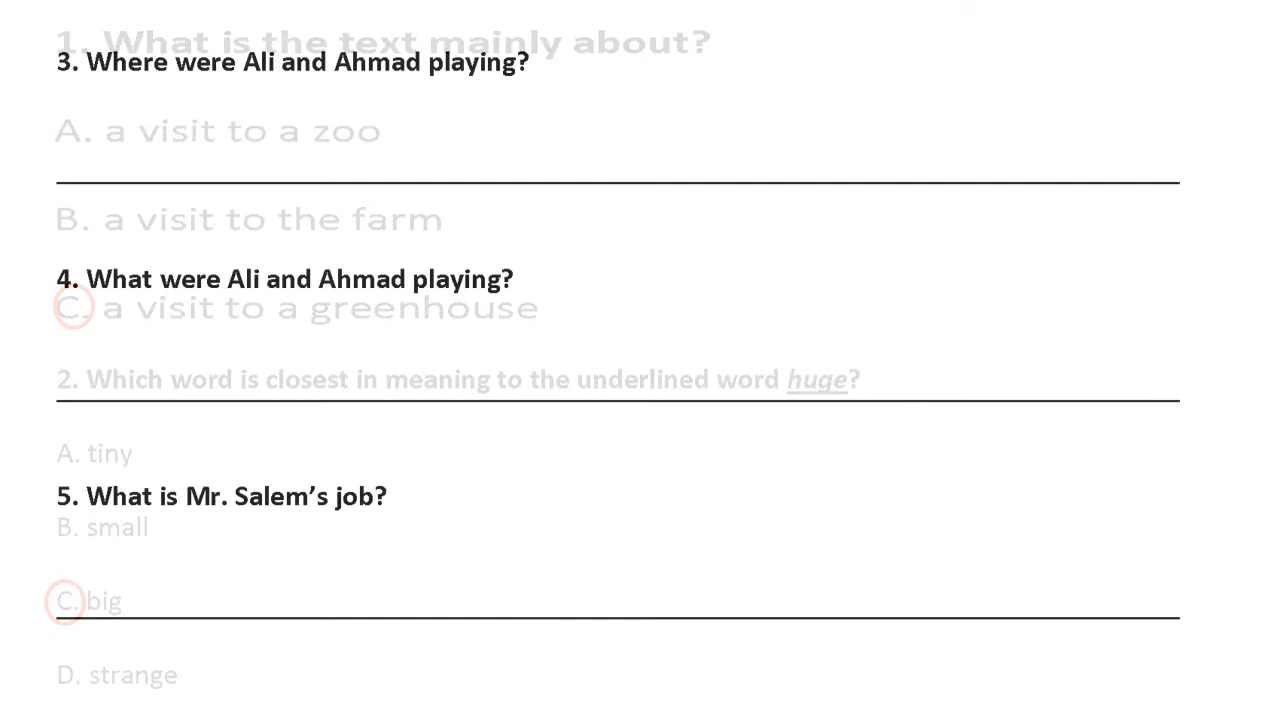 1. What is the text mainly about?
3. Where were Ali and Ahmad playing?
A. a visit to a zoo
B. a visit to the farm
4. What were Ali and Ahmad playing?
C. a visit to a greenhouse
2. Which word is closest in meaning to the underlined word huge?
A. tiny
5. What is Mr. Salem’s job?
B. small
C. big
D. strange